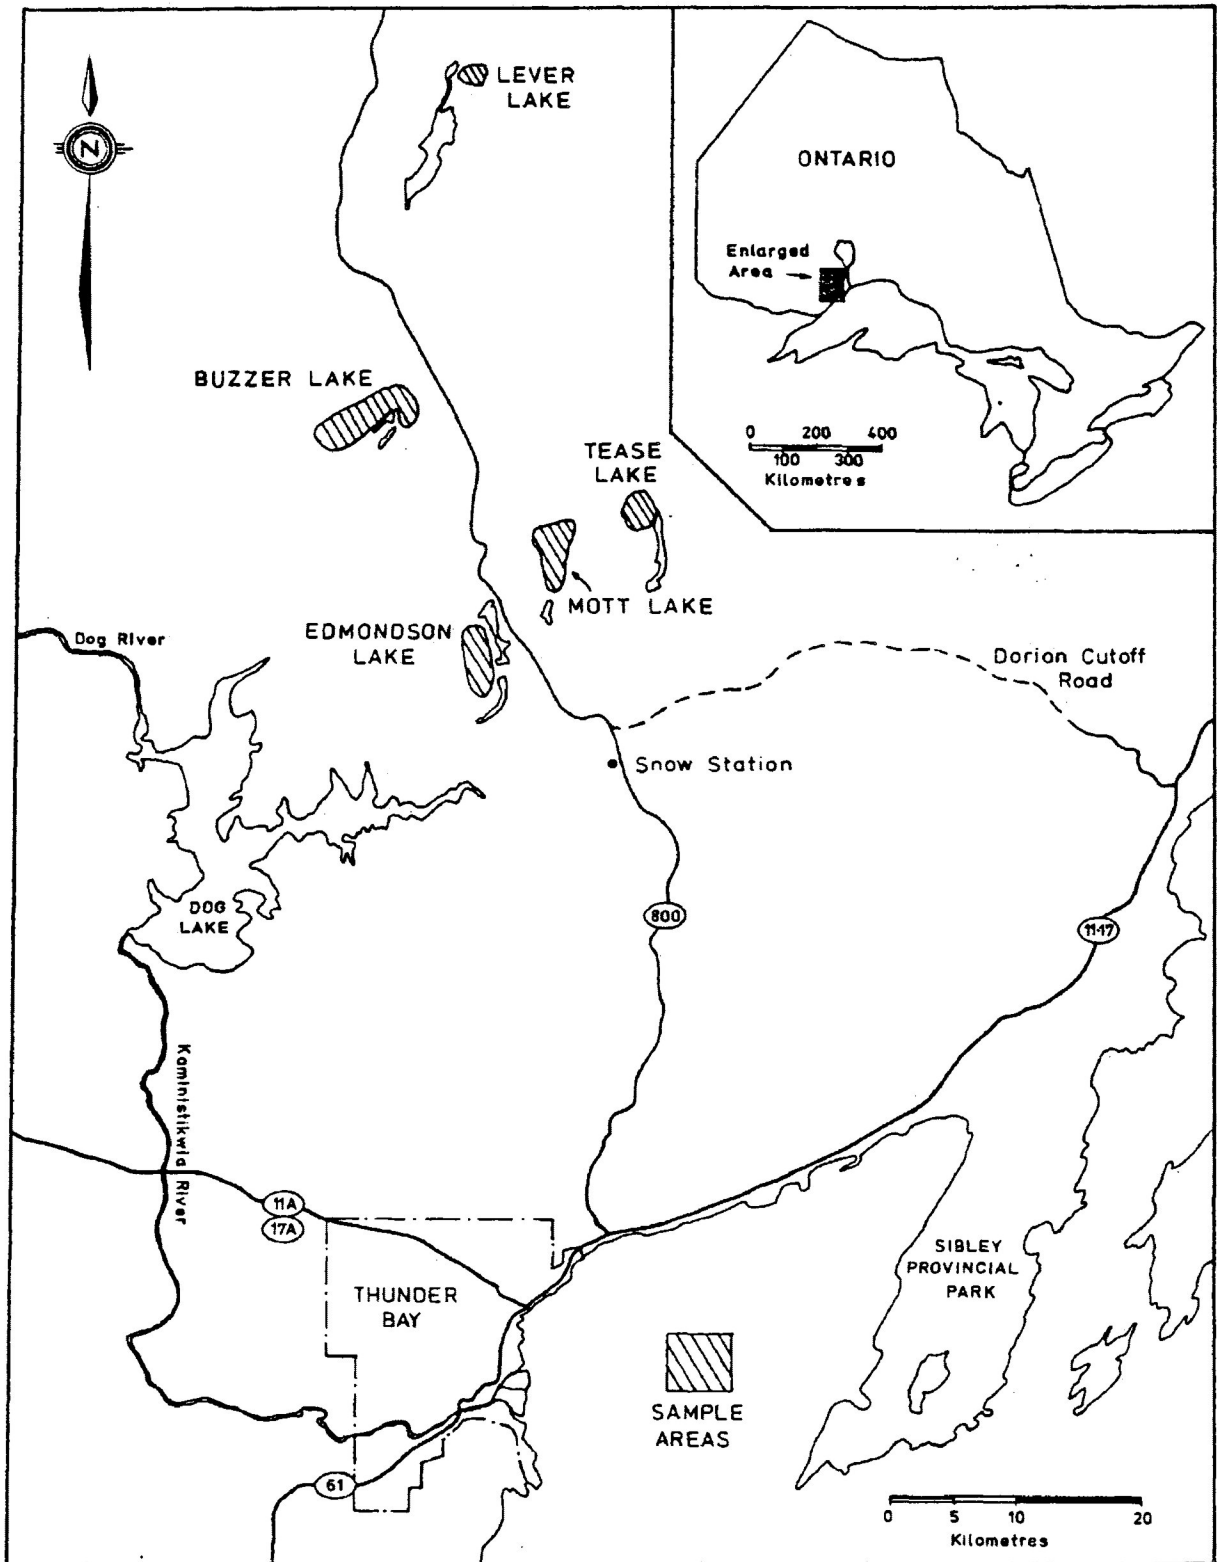 LEVER
LAKE
N
ONTARIO
Enlarged
Area
BUZZER LAKE
0 200 400
100 300
Kilometres
TEASE
LAKE
MOTT LAKE
EDMONDSON
LAKE
Dog River
Dorion Cutoff
Road
Snow Station
DOG
LAKE
800
11-17
Kaministikwia River
11A
17A
THUNDER
BAY
SIBLEY
PROVINCIAL
PARK
SAMPLE
AREAS
61
0 5 10 20
Kilometres